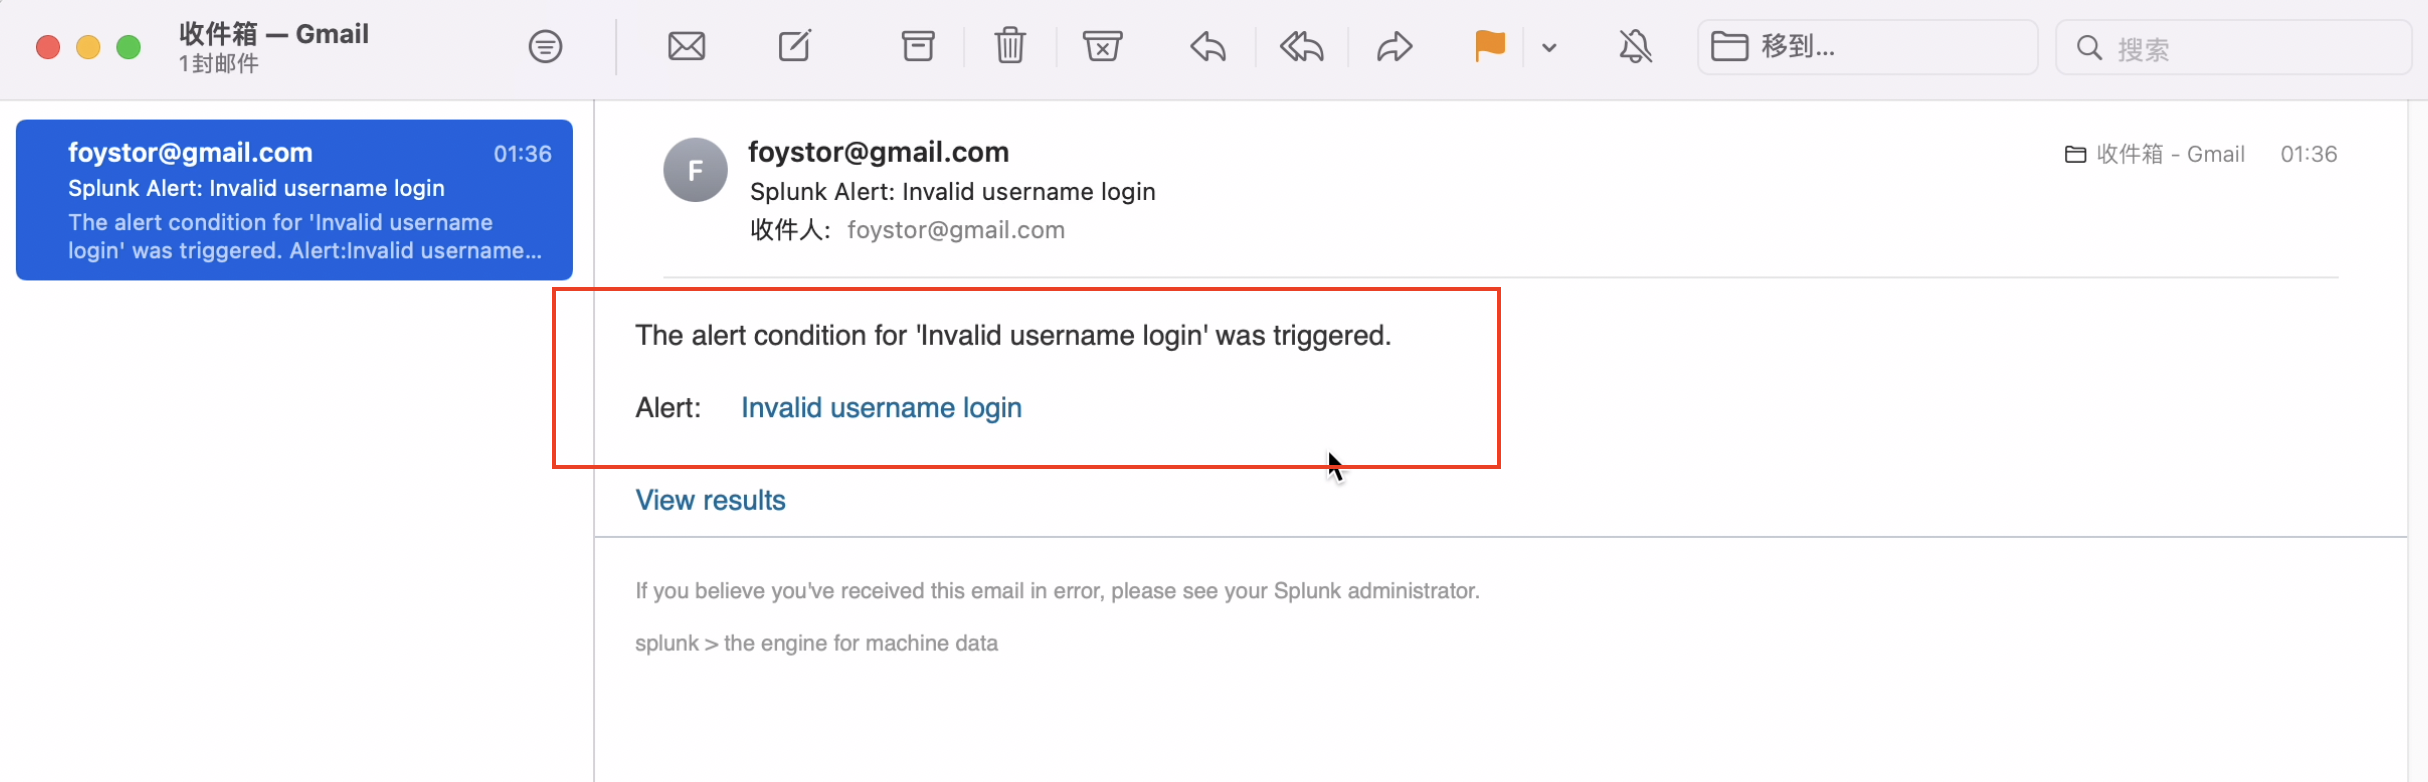 收件箱 — Gmail
1封邮件
移到...
搜索
foystor@gmail.com 01:36
Splunk Alert: Invalid username login
The alert condition for 'Invalid username
login' was triggered. Alert:Invalid username...
F
foystor@gmail.com
收件箱 - Gmail 01:36
Splunk Alert: Invalid username login
收件人: foystor@gmail.com
The alert condition for 'Invalid username login' was triggered.
Alert: Invalid username login
View results
If you believe you've received this email in error, please see your Splunk administrator.
splunk > the engine for machine data